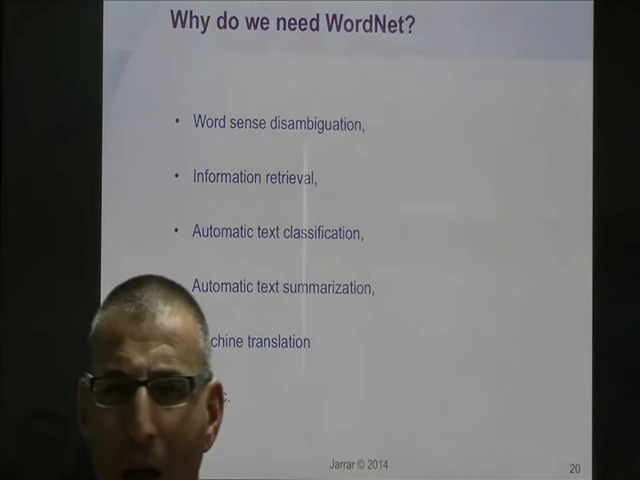 Why do we need WordNet?
• Word sense disambiguation,
• Information retrieval,
• Automatic text classification,
Automatic text summarization,
chine translation
c.
Jarrar © 2014
20